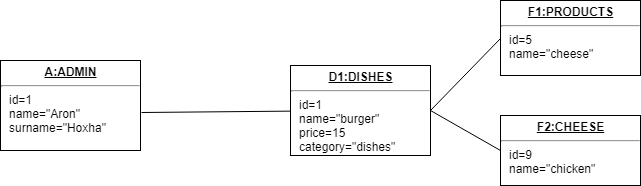 A:ADMIN
id=1
name="Aron"
surname="Hoxha"
D1:DISHES
id=1
name="burger"
price=15
category="dishes"
F1:PRODUCTS
id=5
name="cheese"
F2:CHEESE
id=9
name="chicken"